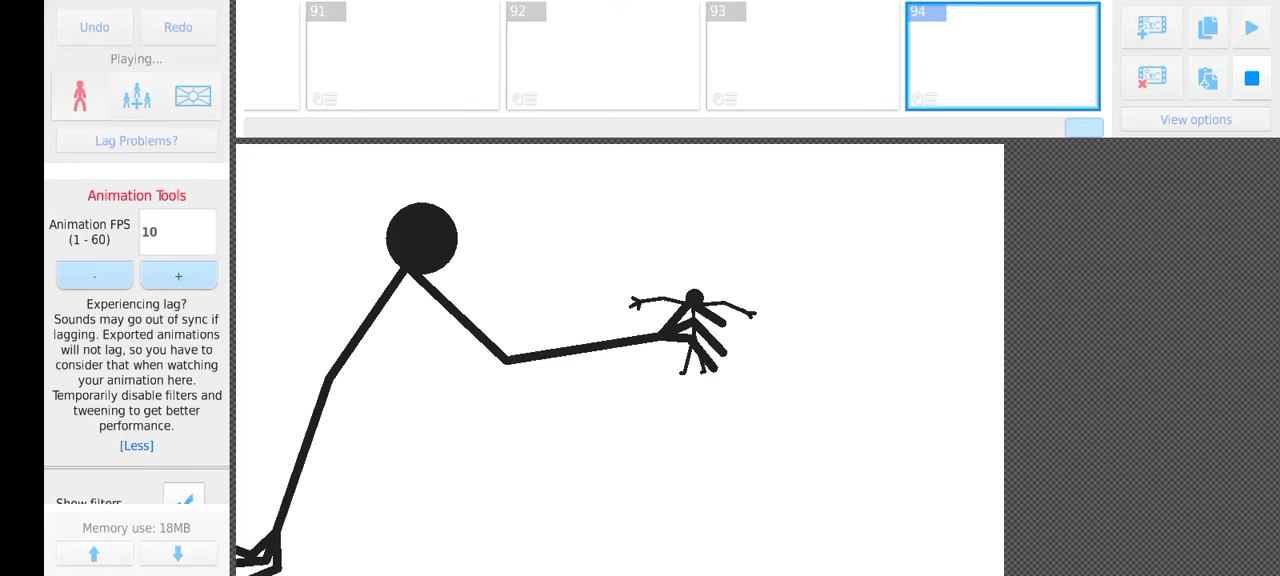 Undo
Redo
Playing...
Lag Problems?
Animation Tools
Animation FPS
(1 - 60)
10
-
+
Experiencing lag?
Sounds may go out of sync if
lagging. Exported animations
will not lag, so you have to
consider that when watching
your animation here.
Temporarily disable filters and
tweening to get better
performance.
[Less]
Show filters
Memory use: 18MB
91
92
93
94
View options